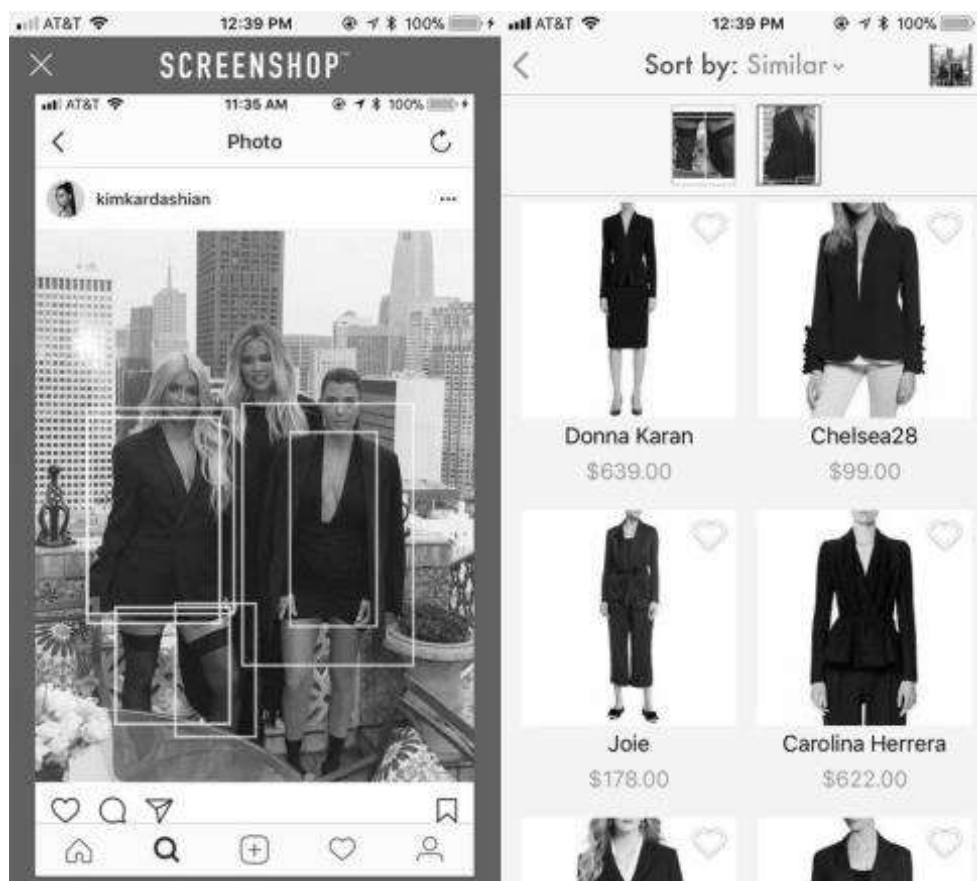 AT&T 12:39 PM 100%
SCREENSHOP™
AT&T 11:35 AM 100%
Photo
kimkardashian
AT&T 12:39 PM 100%
Sort by: Similar
Donna Karan
$639.00
Chelsea28
$99.00
Joie
$178.00
Carolina Herrera
$622.00